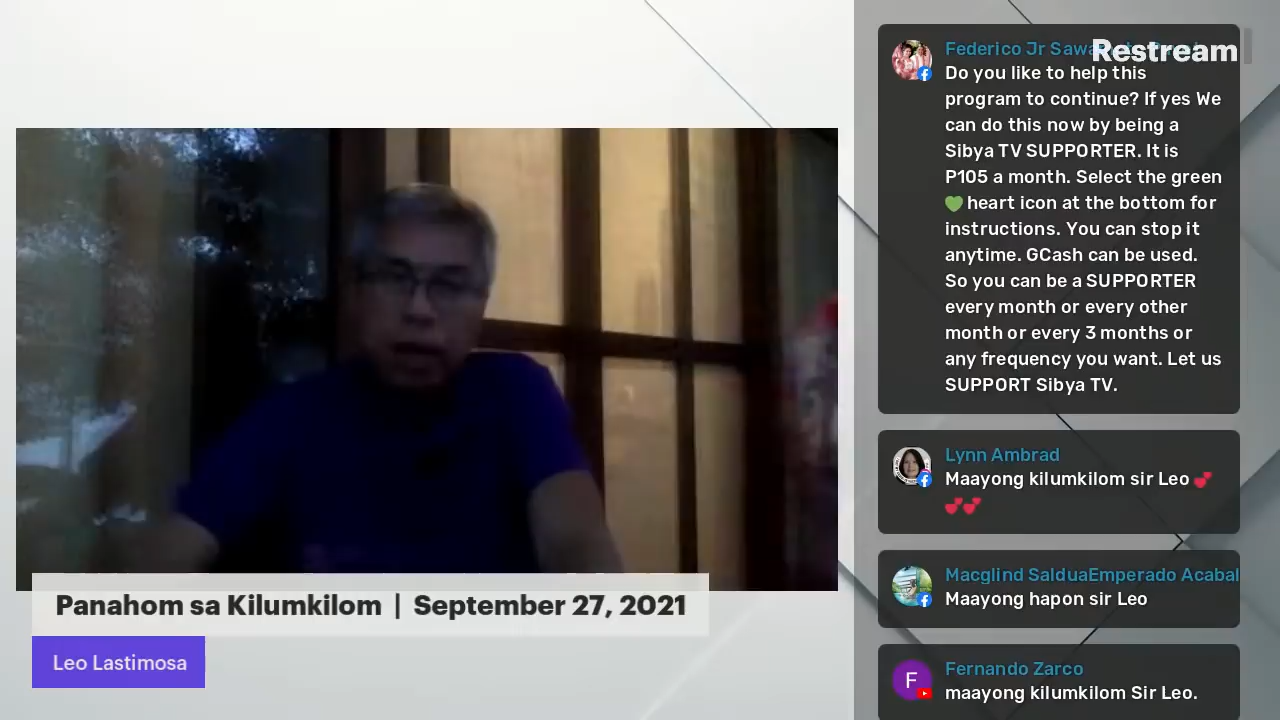 Panahom sa Kilumkilom | September 27, 2021
Leo Lastimosa
Restream
Federico Jr
Do you like to help this
program to continue? If yes We
can do this now by being a
Sibya TV SUPPORTER. It is
P105 a month. Select the green
💚 heart icon at the bottom for
instructions. You can stop it
anytime. GCash can be used.
So you can be a SUPPORTER
every month or every other
month or every 3 months or
any frequency you want. Let us
SUPPORT Sibya TV.
Lynn Ambrad
Maayong kilumkilom sir Leo 💕
💕💕
Macglind SalduaEmperado Acabal
Maayong hapon sir Leo
F
Fernando Zarco
maayong kilumkilom Sir Leo.